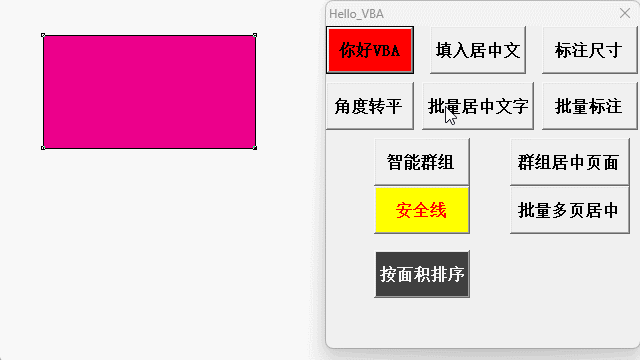 Hello_VBA
你好VBA
填入居中文
标注尺寸
角度转平
批量居中文字
批量标注
智能群组
群组居中页面
安全线
批量多页居中
按面积排序